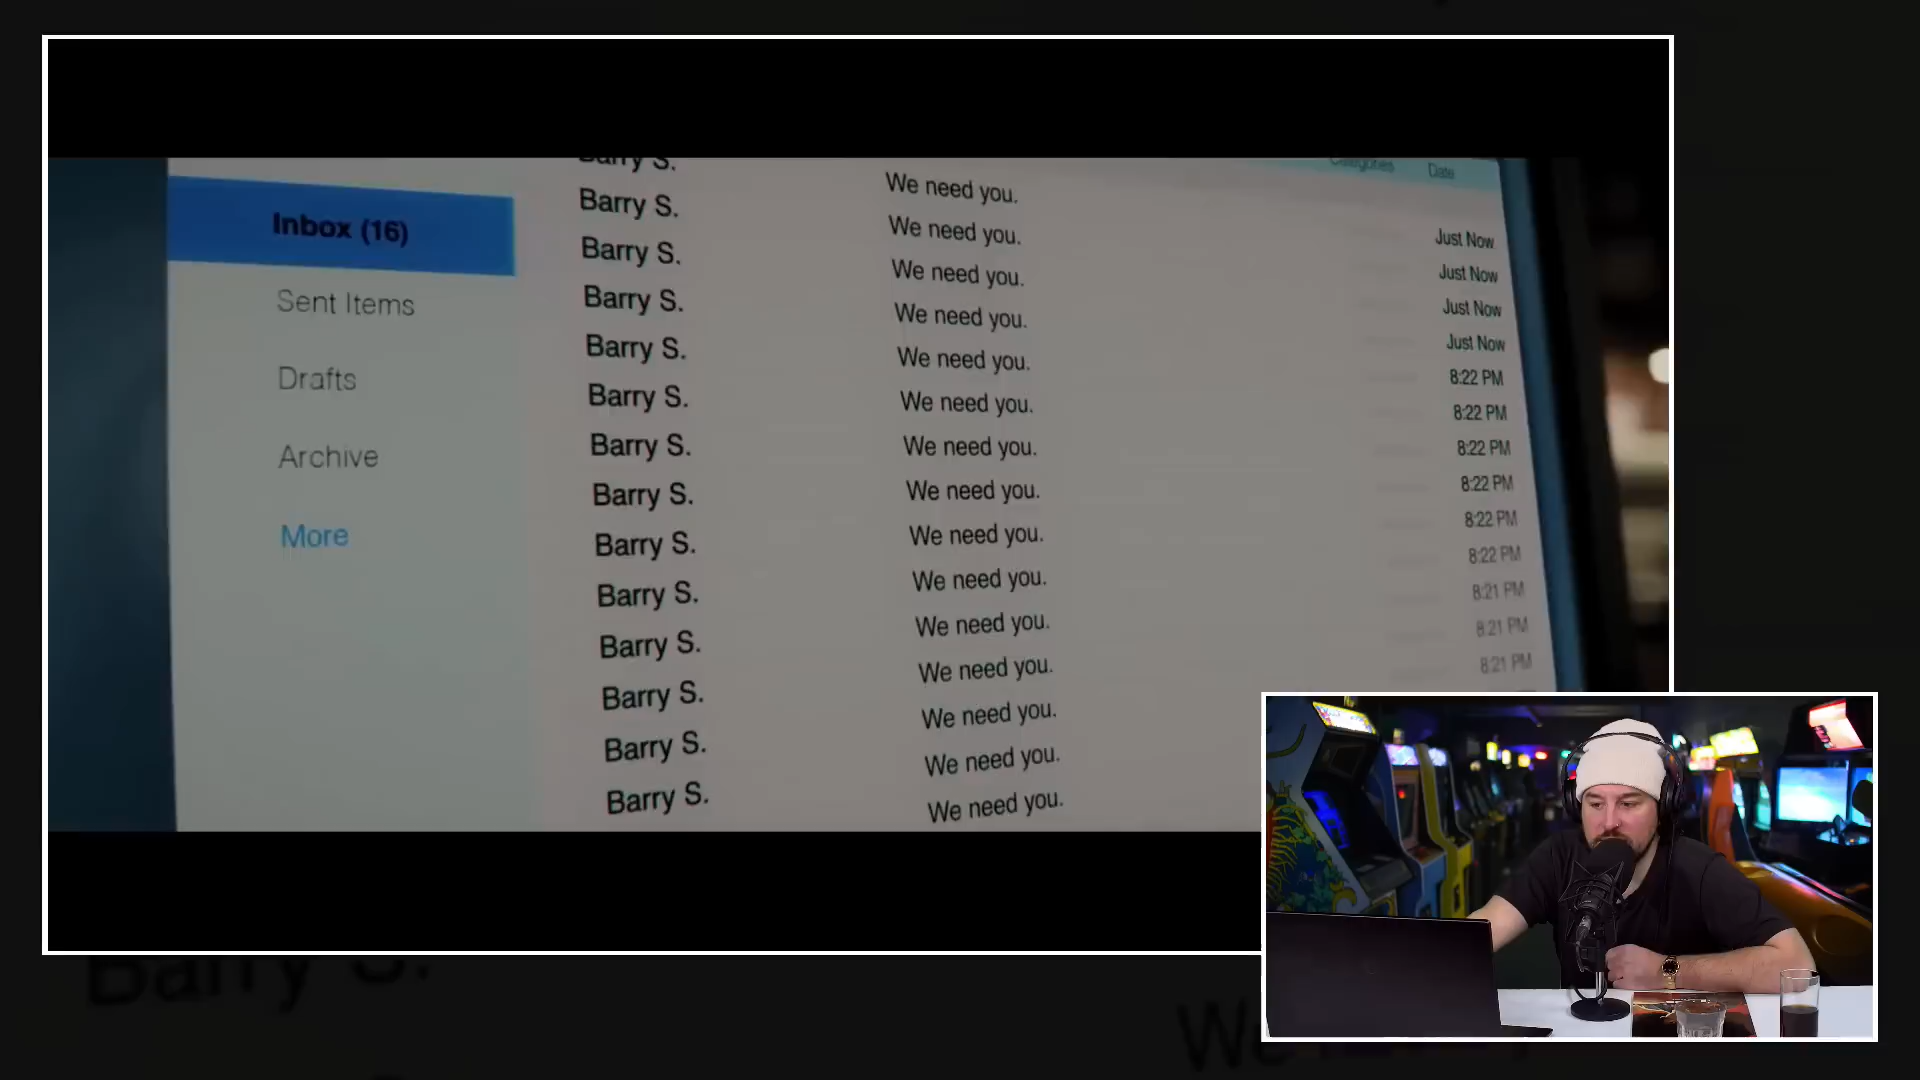 Categories Date
Barry S.
Inbox (16)
Sent Items
Drafts
Archive
More
Barry S. We need you.
Barry S. We need you. Just Now
Barry S. We need you. Just Now
Barry S. We need you. Just Now
Barry S. We need you. Just Now
Barry S. We need you. 8:22 PM
Barry S. We need you. 8:22 PM
Barry S. We need you. 8:22 PM
Barry S. We need you. 8:22 PM
Barry S. We need you. 8:22 PM
Barry S. We need you. 8:22 PM
Barry S. We need you. 8:21 PM
Barry S. We need you. 8:21 PM
We need you. 8:21 PM
We need you.
Barry S.
We